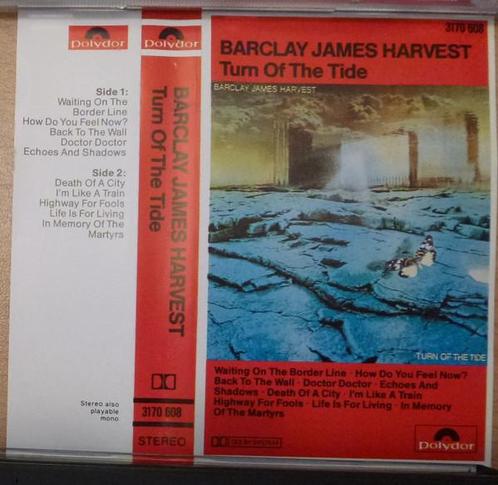 Polydor
Side 1:
Waiting On The
Border Line
How Do You Feel Now?
Back To The Wall
Doctor Doctor
Echoes And Shadows
Side 2:
Death Of A City
I'm Like A Train
Highway For Fools
Life Is For Living
In Memory Of The
Martyrs
Stereo also
playable
mono
Polydor
BARCLAY JAMES HARVEST
Turn Of The Tide
3170 608
STEREO
3170 608
BARCLAY JAMES HARVEST
Turn Of The Tide
BARCLAY JAMES HARVEST
TURN OF THE TIDE
Waiting On The Border Line · How Do You Feel Now?
Back To The Wall · Doctor Doctor · Echoes And
Shadows · Death Of A City · I'm Like A Train
Highway For Fools · Life Is For Living · In Memory
Of The Martyrs
DOLBY SYSTEM
Polydor